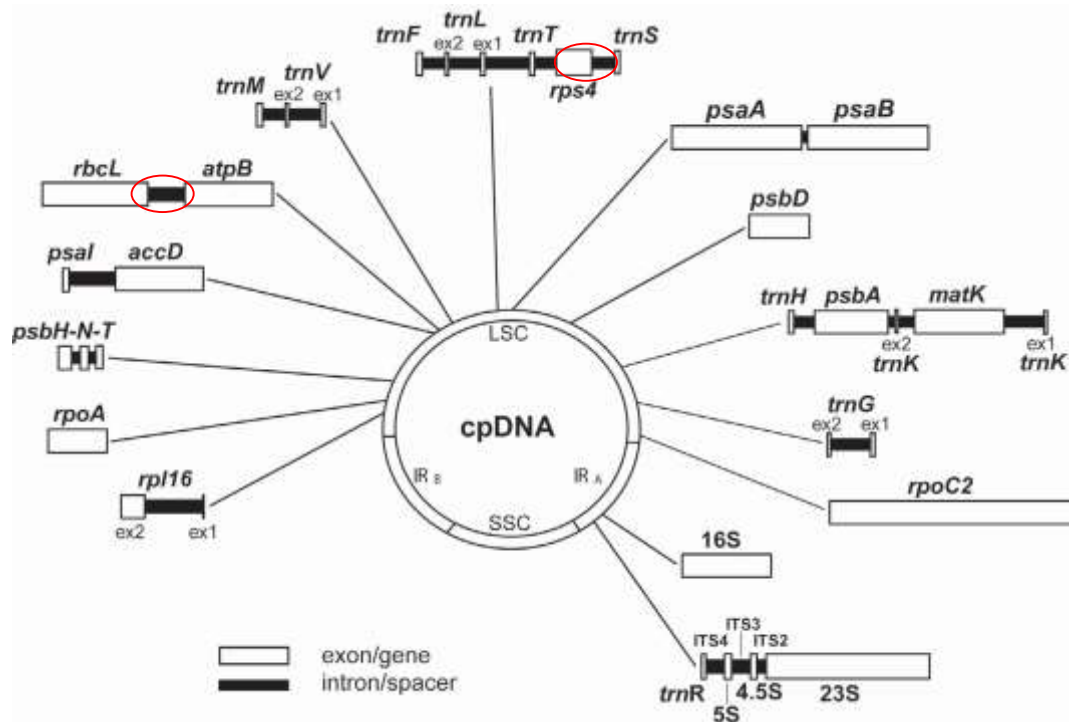 trnL
trnF ex2 ex1 trnT trnS
rps4
trnV
trnM ex2 ex1
psaA psaB
rbcL atpB
psbD
psaI accD
trnH psbA matK
ex2 ex1
trnK trnK
psbH-N-T
LSC
cpDNA
rpoA
trnG
ex2 ex1
rpl16
ex2 ex1
IR B IR A
rpoC2
SSC
16S
ITS3
ITS4 ITS2
trnR 4.5S 23S
5S
exon/gene
intron/spacer